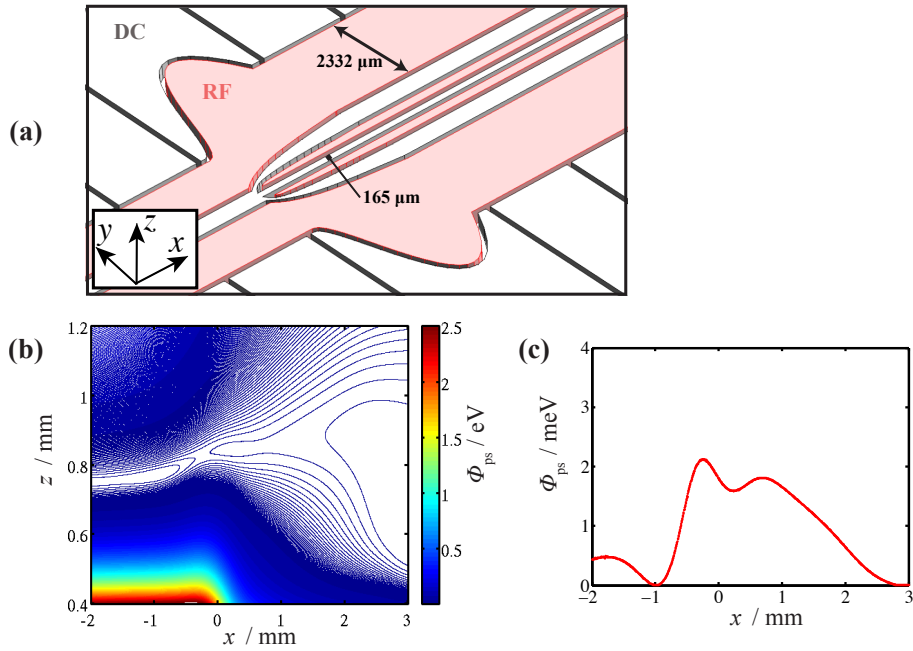 (a)
DC
RF
2332 µm
165 µm
y
z
x
(b)
1.2
1
0.8
0.6
0.4
z / mm
-2
-1
0
1
2
3
x / mm
2.5
2
1.5
1
0.5
Φps / eV
(c)
4
3
2
1
0
Φps / meV
−2
−1
0
1
2
3
x / mm